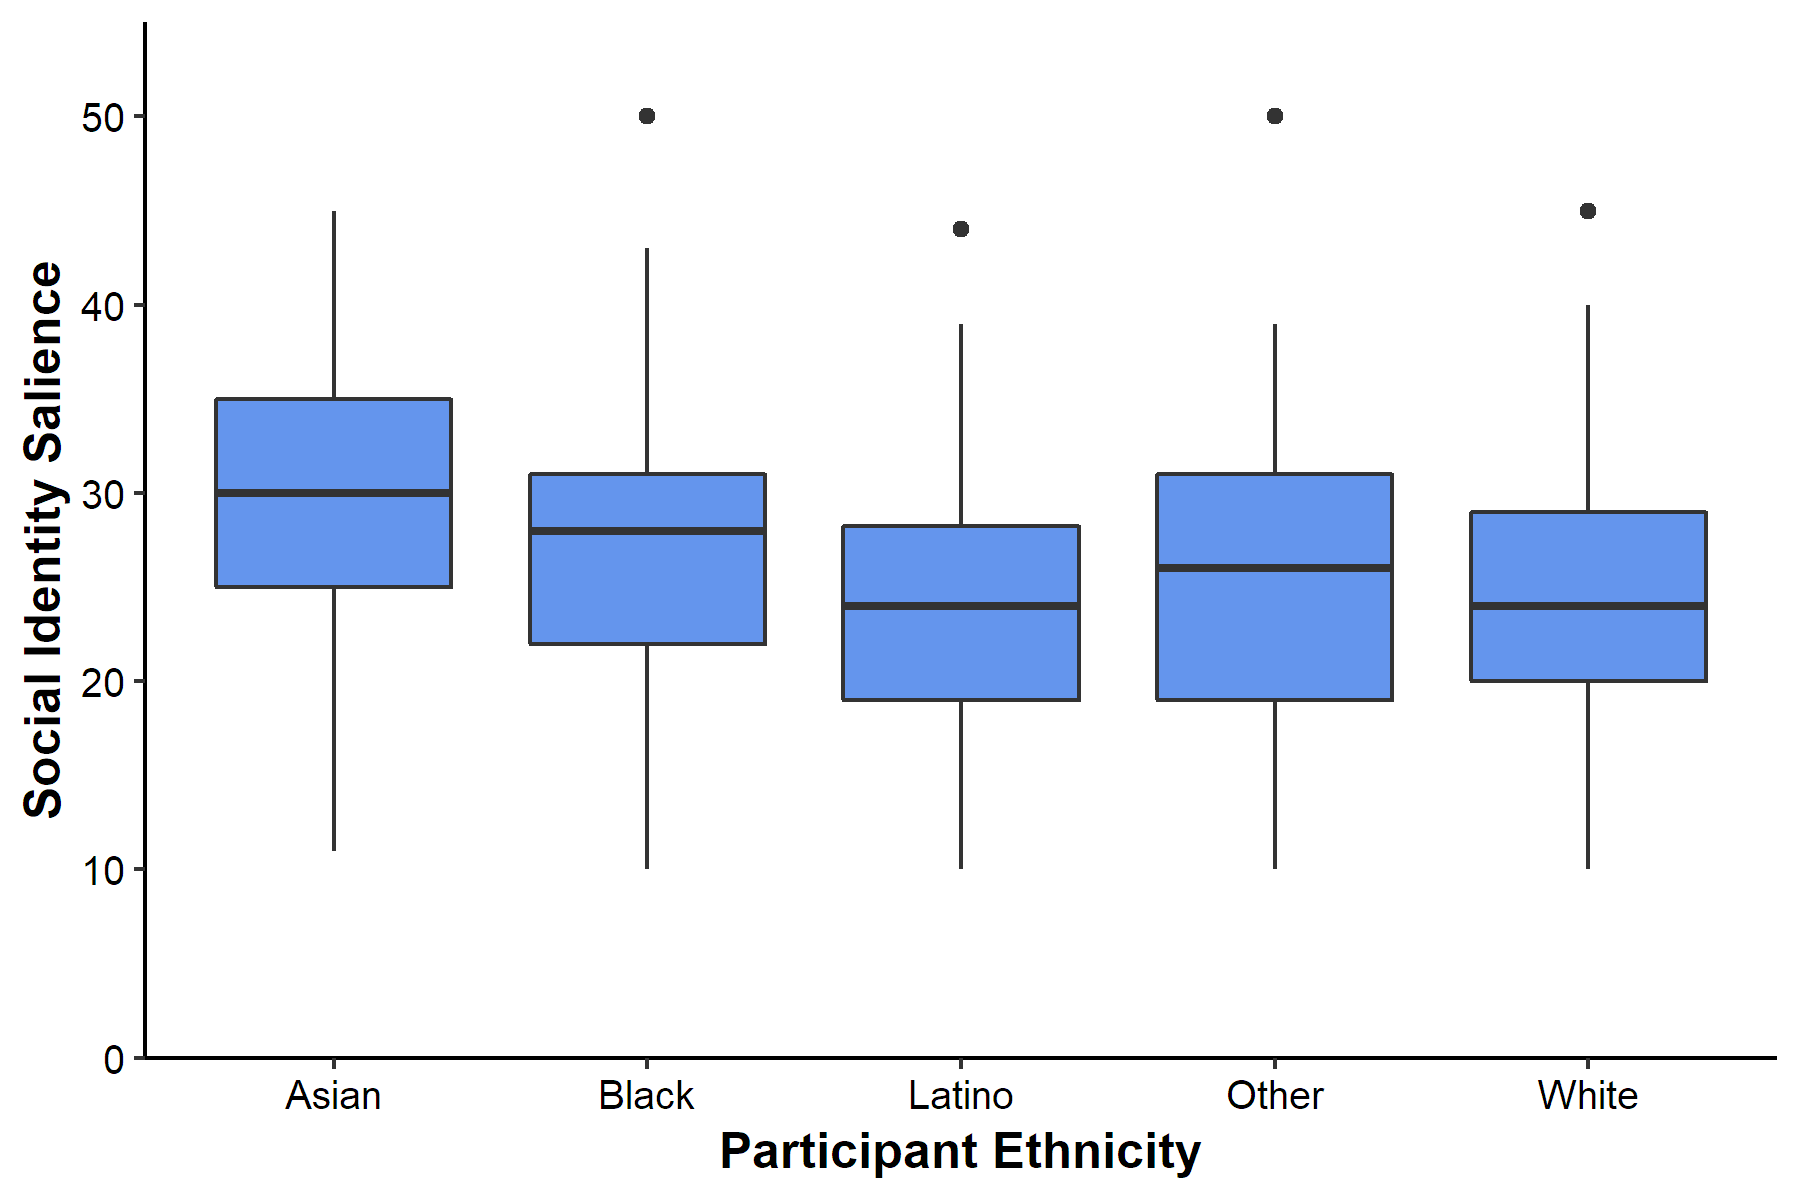 Social Identity Salience
50
40
30
20
10
0
Asian Black Latino Other White
Participant Ethnicity